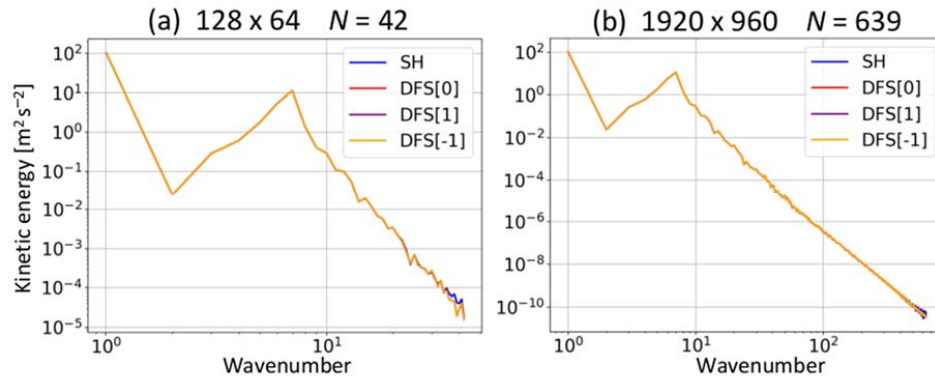 (a) 128 x 64 N = 42
Kinetic energy [m² s⁻²]
10²
10¹
10⁰
10⁻¹
10⁻²
10⁻³
10⁻⁴
10⁻⁵
SH
DFS[0]
DFS[1]
DFS[-1]
10⁰
10¹
Wavenumber
(b) 1920 x 960 N = 639
10²
10⁰
10⁻²
10⁻⁴
10⁻⁶
10⁻⁸
10⁻¹⁰
SH
DFS[0]
DFS[1]
DFS[-1]
10⁰
10¹
10²
Wavenumber